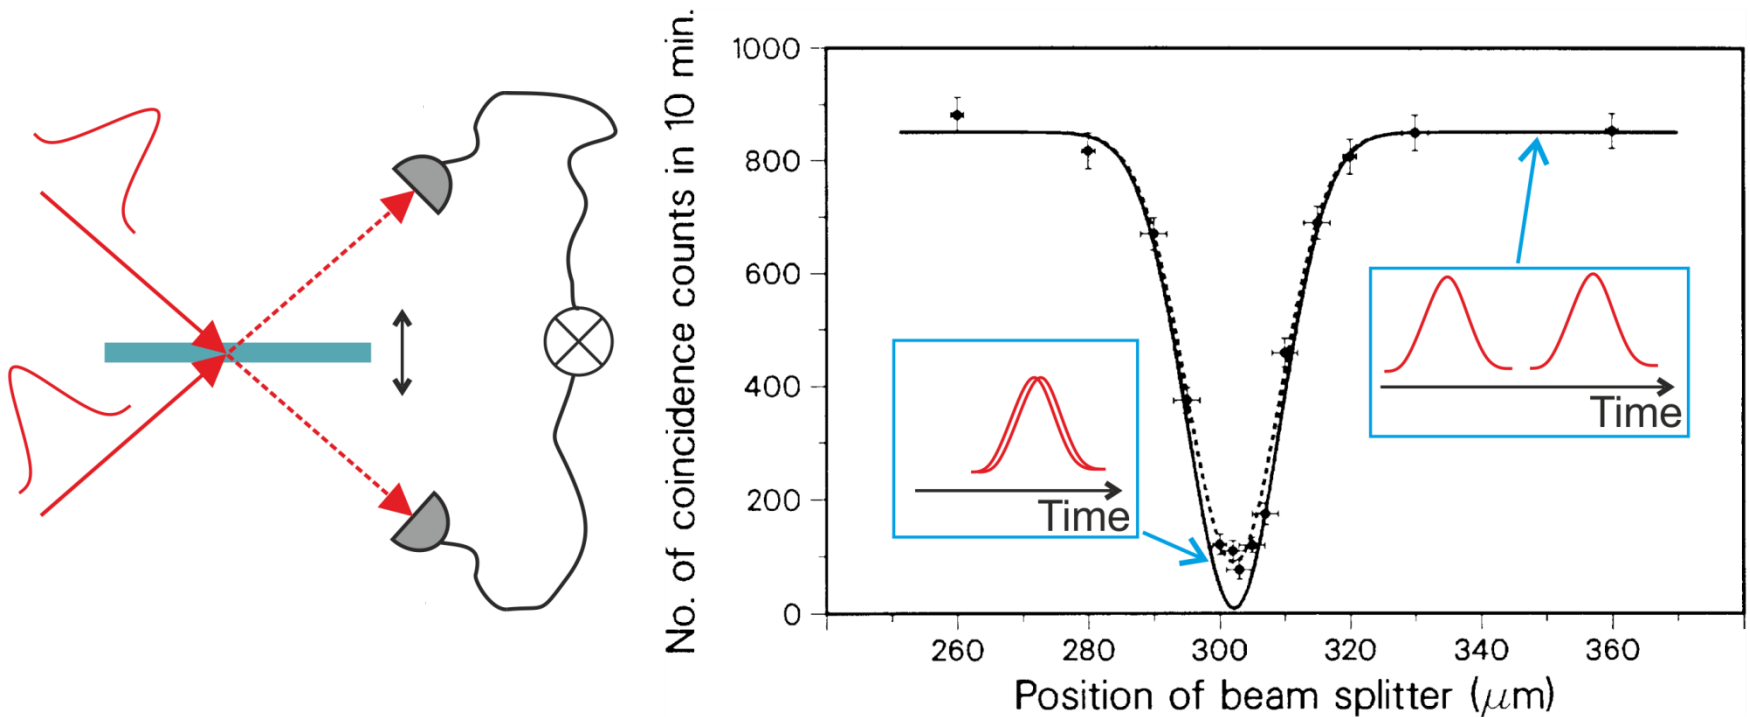 No. of coincidence counts in 10 min.
1000
800
600
400
200
0
Time
Time
260 280 300 320 340 360
Position of beam splitter (μm)